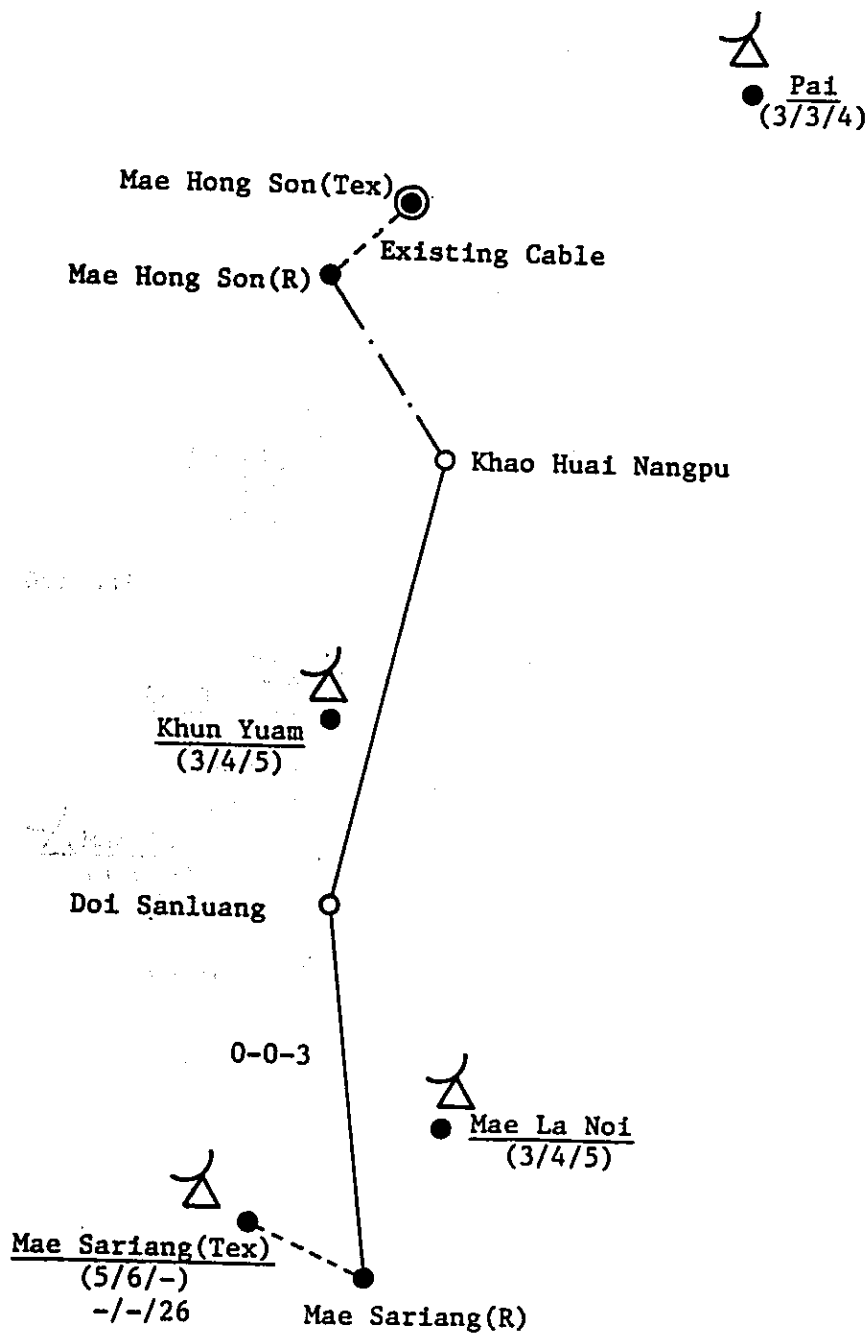 Pai
(3/3/4)
Mae Hong Son(Tex)
Existing Cable
Mae Hong Son(R)
Khao Huai Nangpu
Khun Yuam
(3/4/5)
Doi Sanluang
0-0-3
Mae La Noi
(3/4/5)
Mae Sariang(Tex)
(5/6/-)
-/-/26
Mae Sariang(R)